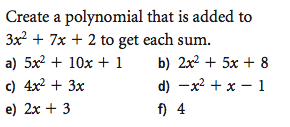 Create a polynomial that is added to
3x² + 7x + 2 to get each sum.
a) 5x² + 10x + 1 b) 2x² + 5x + 8
c) 4x² + 3x d) −x² + x − 1
e) 2x + 3 f) 4